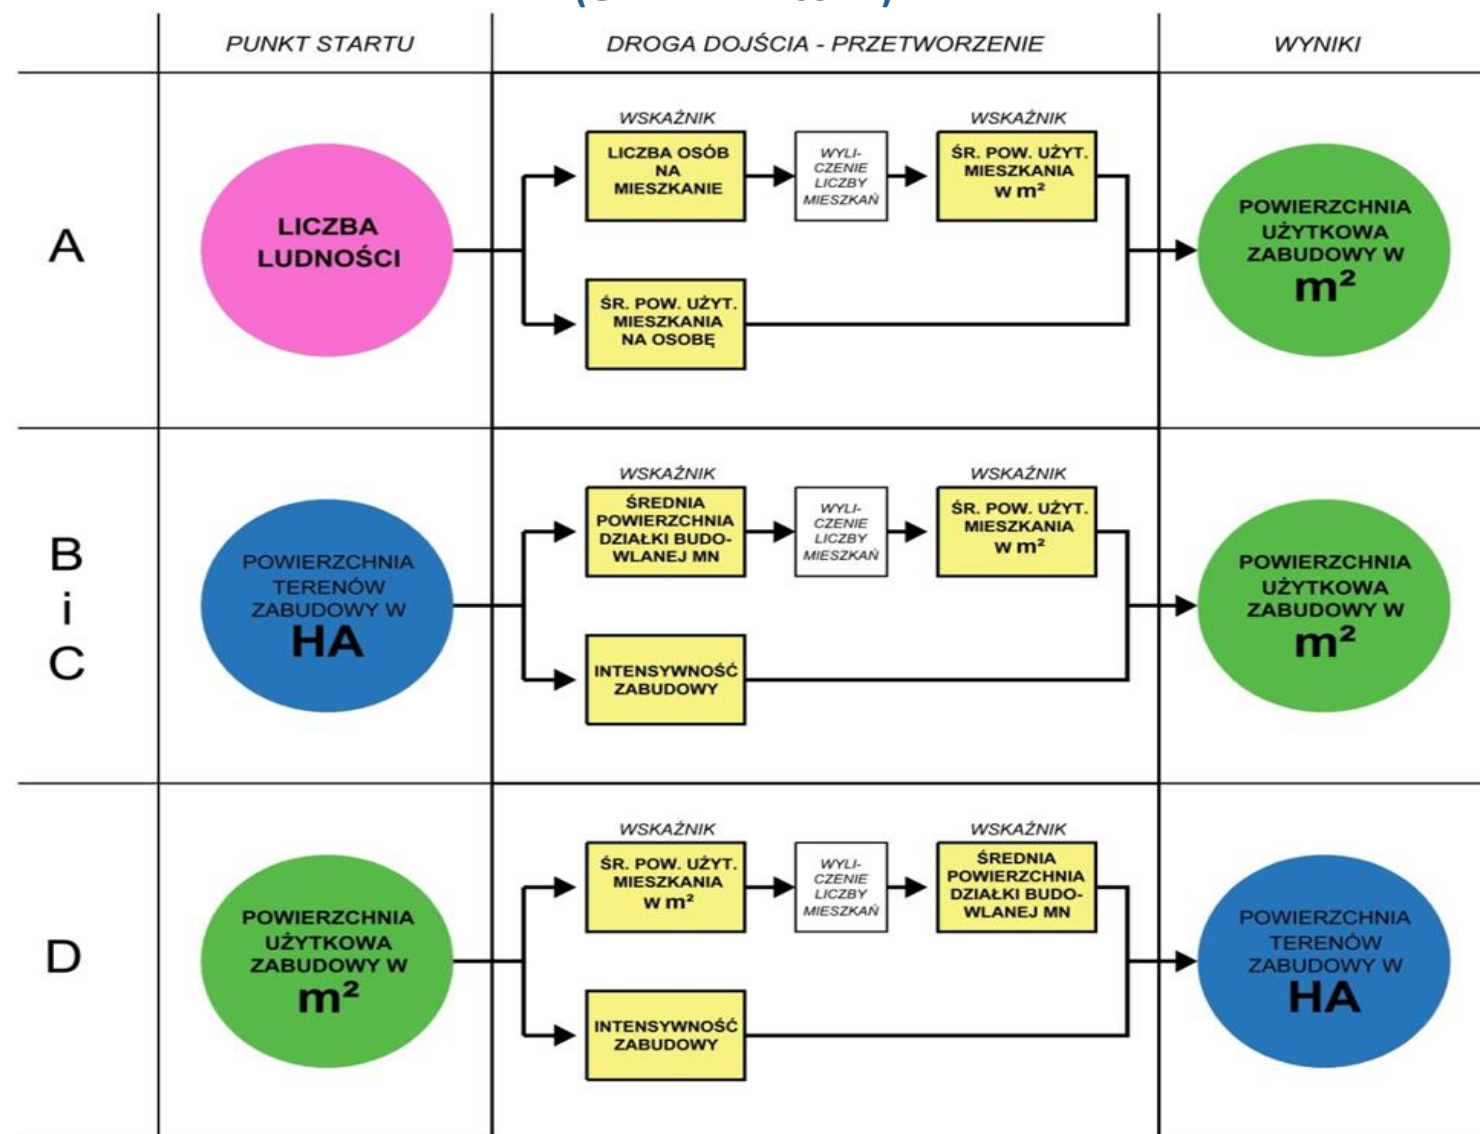 PUNKT STARTU
DROGA DOJŚCIA - PRZETWORZENIE
WYNIKI
A
LICZBA
LUDNOŚCI
WSKAŹNIK
LICZBA OSÓB
NA
MIESZKANIE
WYLI-
CZENIE
LICZBY
MIESZKAŃ
WSKAŹNIK
ŚR. POW. UŻYT.
MIESZKANIA
w m²
ŚR. POW. UŻYT.
MIESZKANIA
NA OSOBĘ
POWIERZCHNIA
UŻYTKOWA
ZABUDOWY W
m²
B
i
C
POWIERZCHNIA
TERENÓW
ZABUDOWY W
HA
WSKAŹNIK
ŚREDNIA
POWIERZCHNIA
DZIAŁKI BUDO-
WLANEJ MN
WYLI-
CZENIE
LICZBY
MIESZKAŃ
WSKAŹNIK
ŚR. POW. UŻYT.
MIESZKANIA
w m²
INTENSYWNOŚĆ
ZABUDOWY
POWIERZCHNIA
UŻYTKOWA
ZABUDOWY W
m²
D
POWIERZCHNIA
UŻYTKOWA
ZABUDOWY W
m²
WSKAŹNIK
ŚR. POW. UŻYT.
MIESZKANIA
w m²
WYLI-
CZENIE
LICZBY
MIESZKAŃ
WSKAŹNIK
ŚREDNIA
POWIERZCHNIA
DZIAŁKI BUDO-
WLANEJ MN
INTENSYWNOŚĆ
ZABUDOWY
POWIERZCHNIA
TERENÓW
ZABUDOWY W
HA